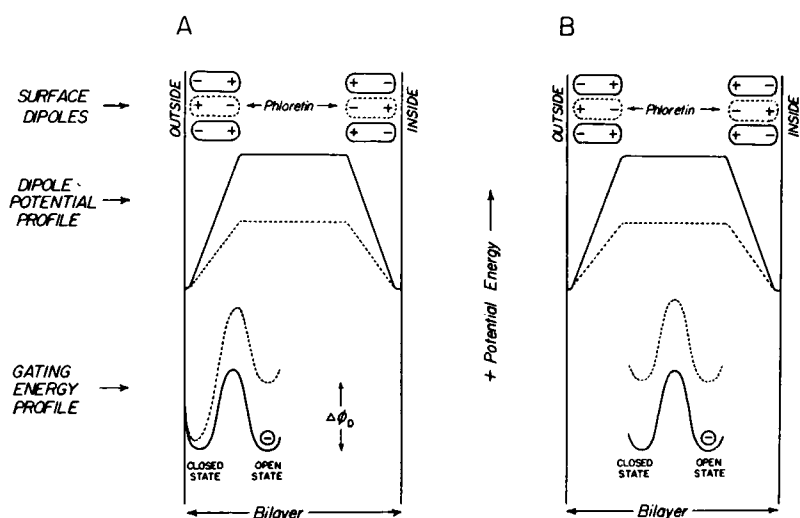 A
B
SURFACE
DIPOLES
OUTSIDE
- +
+ -
- +
Phloretin
+ -
- +
+ -
INSIDE
OUTSIDE
- +
+ -
- +
Phloretin
+ -
- +
+ -
INSIDE
DIPOLE-
POTENTIAL
PROFILE
+ Potential Energy
GATING
ENERGY
PROFILE
Δφ_D
CLOSED
STATE
OPEN
STATE
-
CLOSED
STATE
OPEN
STATE
-
Bilayer
Bilayer